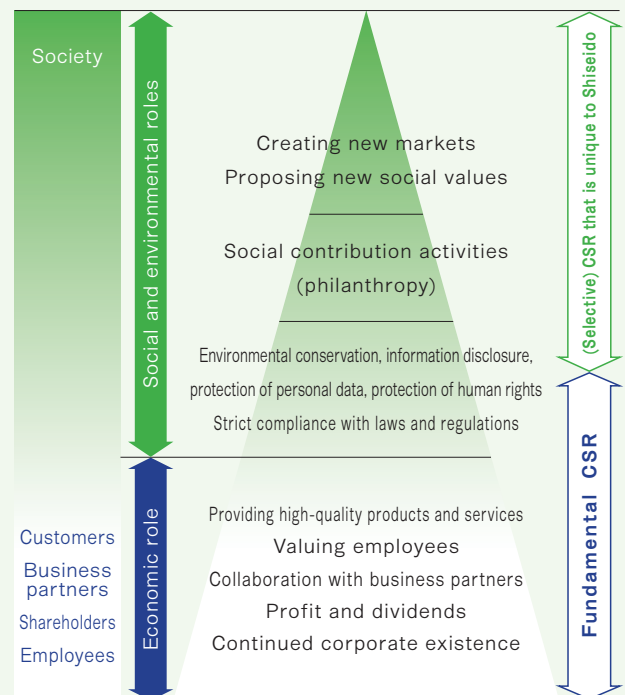 Society
Social and environmental roles
Creating new markets
Proposing new social values
Social contribution activities
(philanthropy)
Environmental conservation, information disclosure,
protection of personal data, protection of human rights
Strict compliance with laws and regulations
(Selective) CSR that is unique to Shiseido
Customers
Business
partners
Shareholders
Employees
Economic role
Providing high-quality products and services
Valuing employees
Collaboration with business partners
Profit and dividends
Continued corporate existence
Fundamental CSR